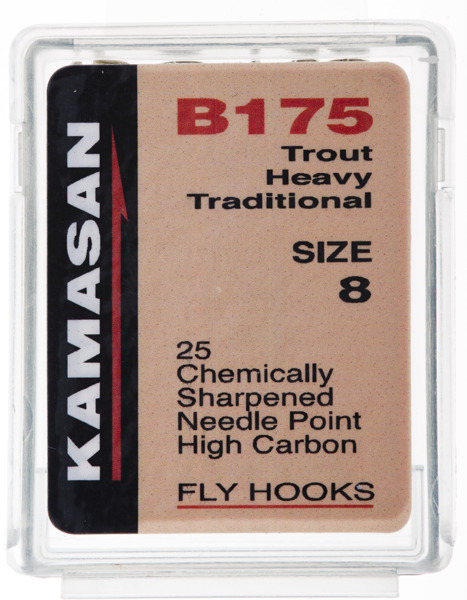 KAMASAN
B175
Trout
Heavy
Traditional
SIZE
8
25
Chemically
Sharpened
Needle Point
High Carbon
FLY HOOKS